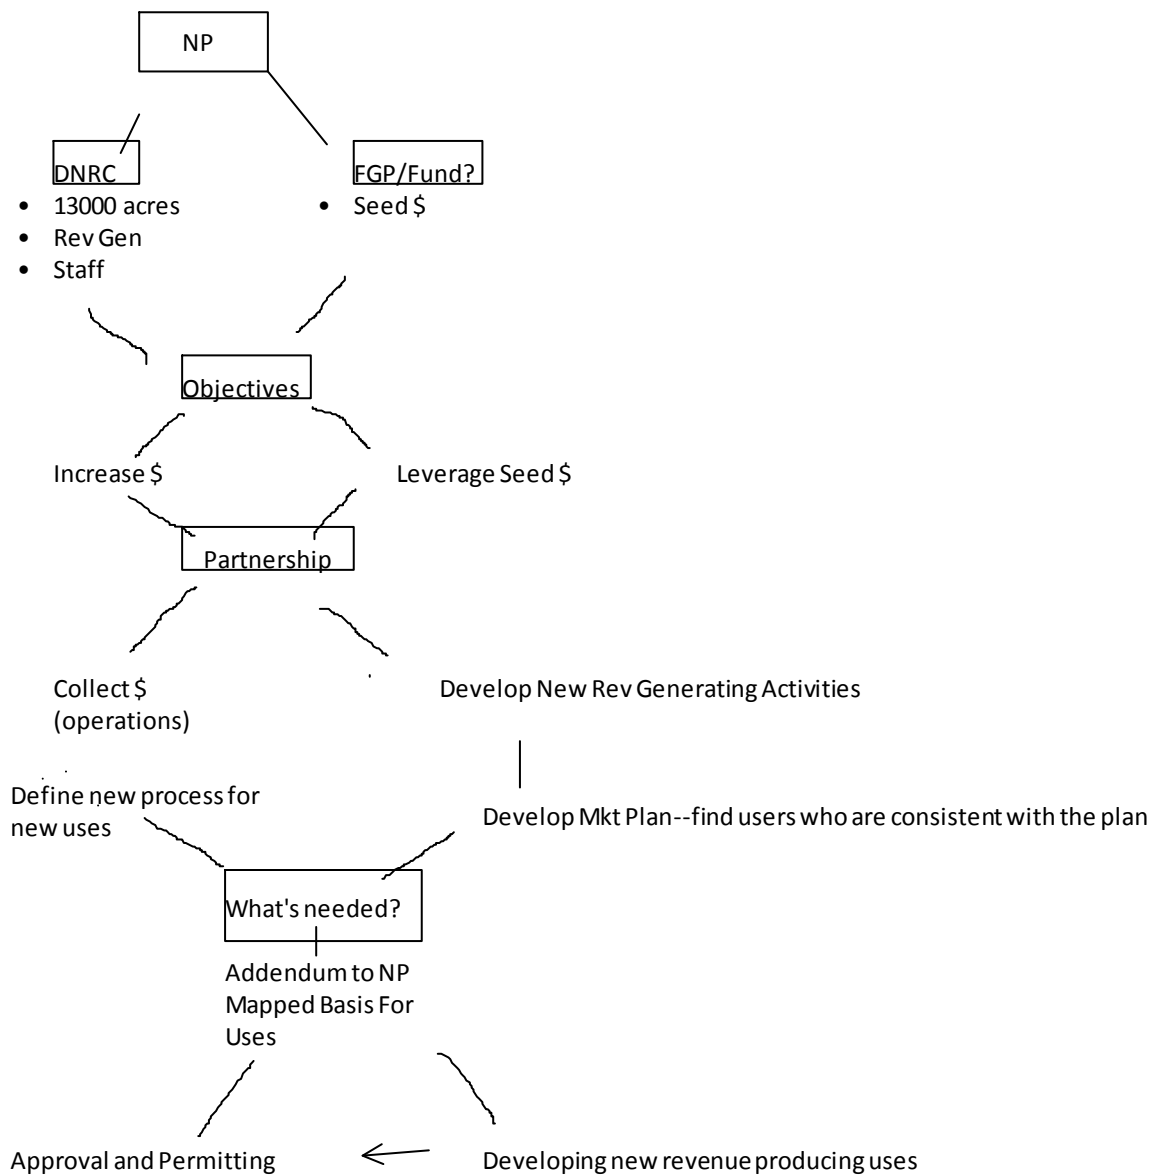 NP
DNRC
• 13000 acres
• Rev Gen
• Staff
FGP/Fund?
• Seed $
Objectives
Increase $
Leverage Seed $
Partnership
Collect $
(operations)
Develop New Rev Generating Activities
Define new process for
new uses
Develop Mkt Plan--find users who are consistent with the plan
What's needed?
Addendum to NP
Mapped Basis For
Uses
Approval and Permitting
Developing new revenue producing uses